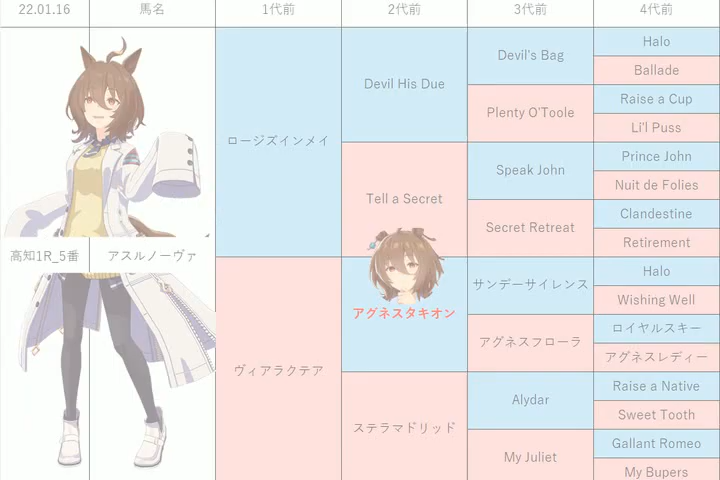 22.01.16 馬名 1代前 2代前 3代前 4代前
Halo
Devil's Bag
Ballade
Devil His Due
Raise a Cup
Plenty O'Toole
Li'l Puss
ロージズインメイ
Prince John
Speak John
Nuit de Folies
Tell a Secret
Clandestine
Secret Retreat
Retirement
高知1R_5番 アスルノーヴァ
Halo
サンデーサイレンス
Wishing Well
アグネスタキオン
ロイヤルスキー
アグネスフローラ
アグネスレディー
ヴィアラクテア
Raise a Native
Alydar
Sweet Tooth
ステラマドリッド
Gallant Romeo
My Juliet
My Bupers